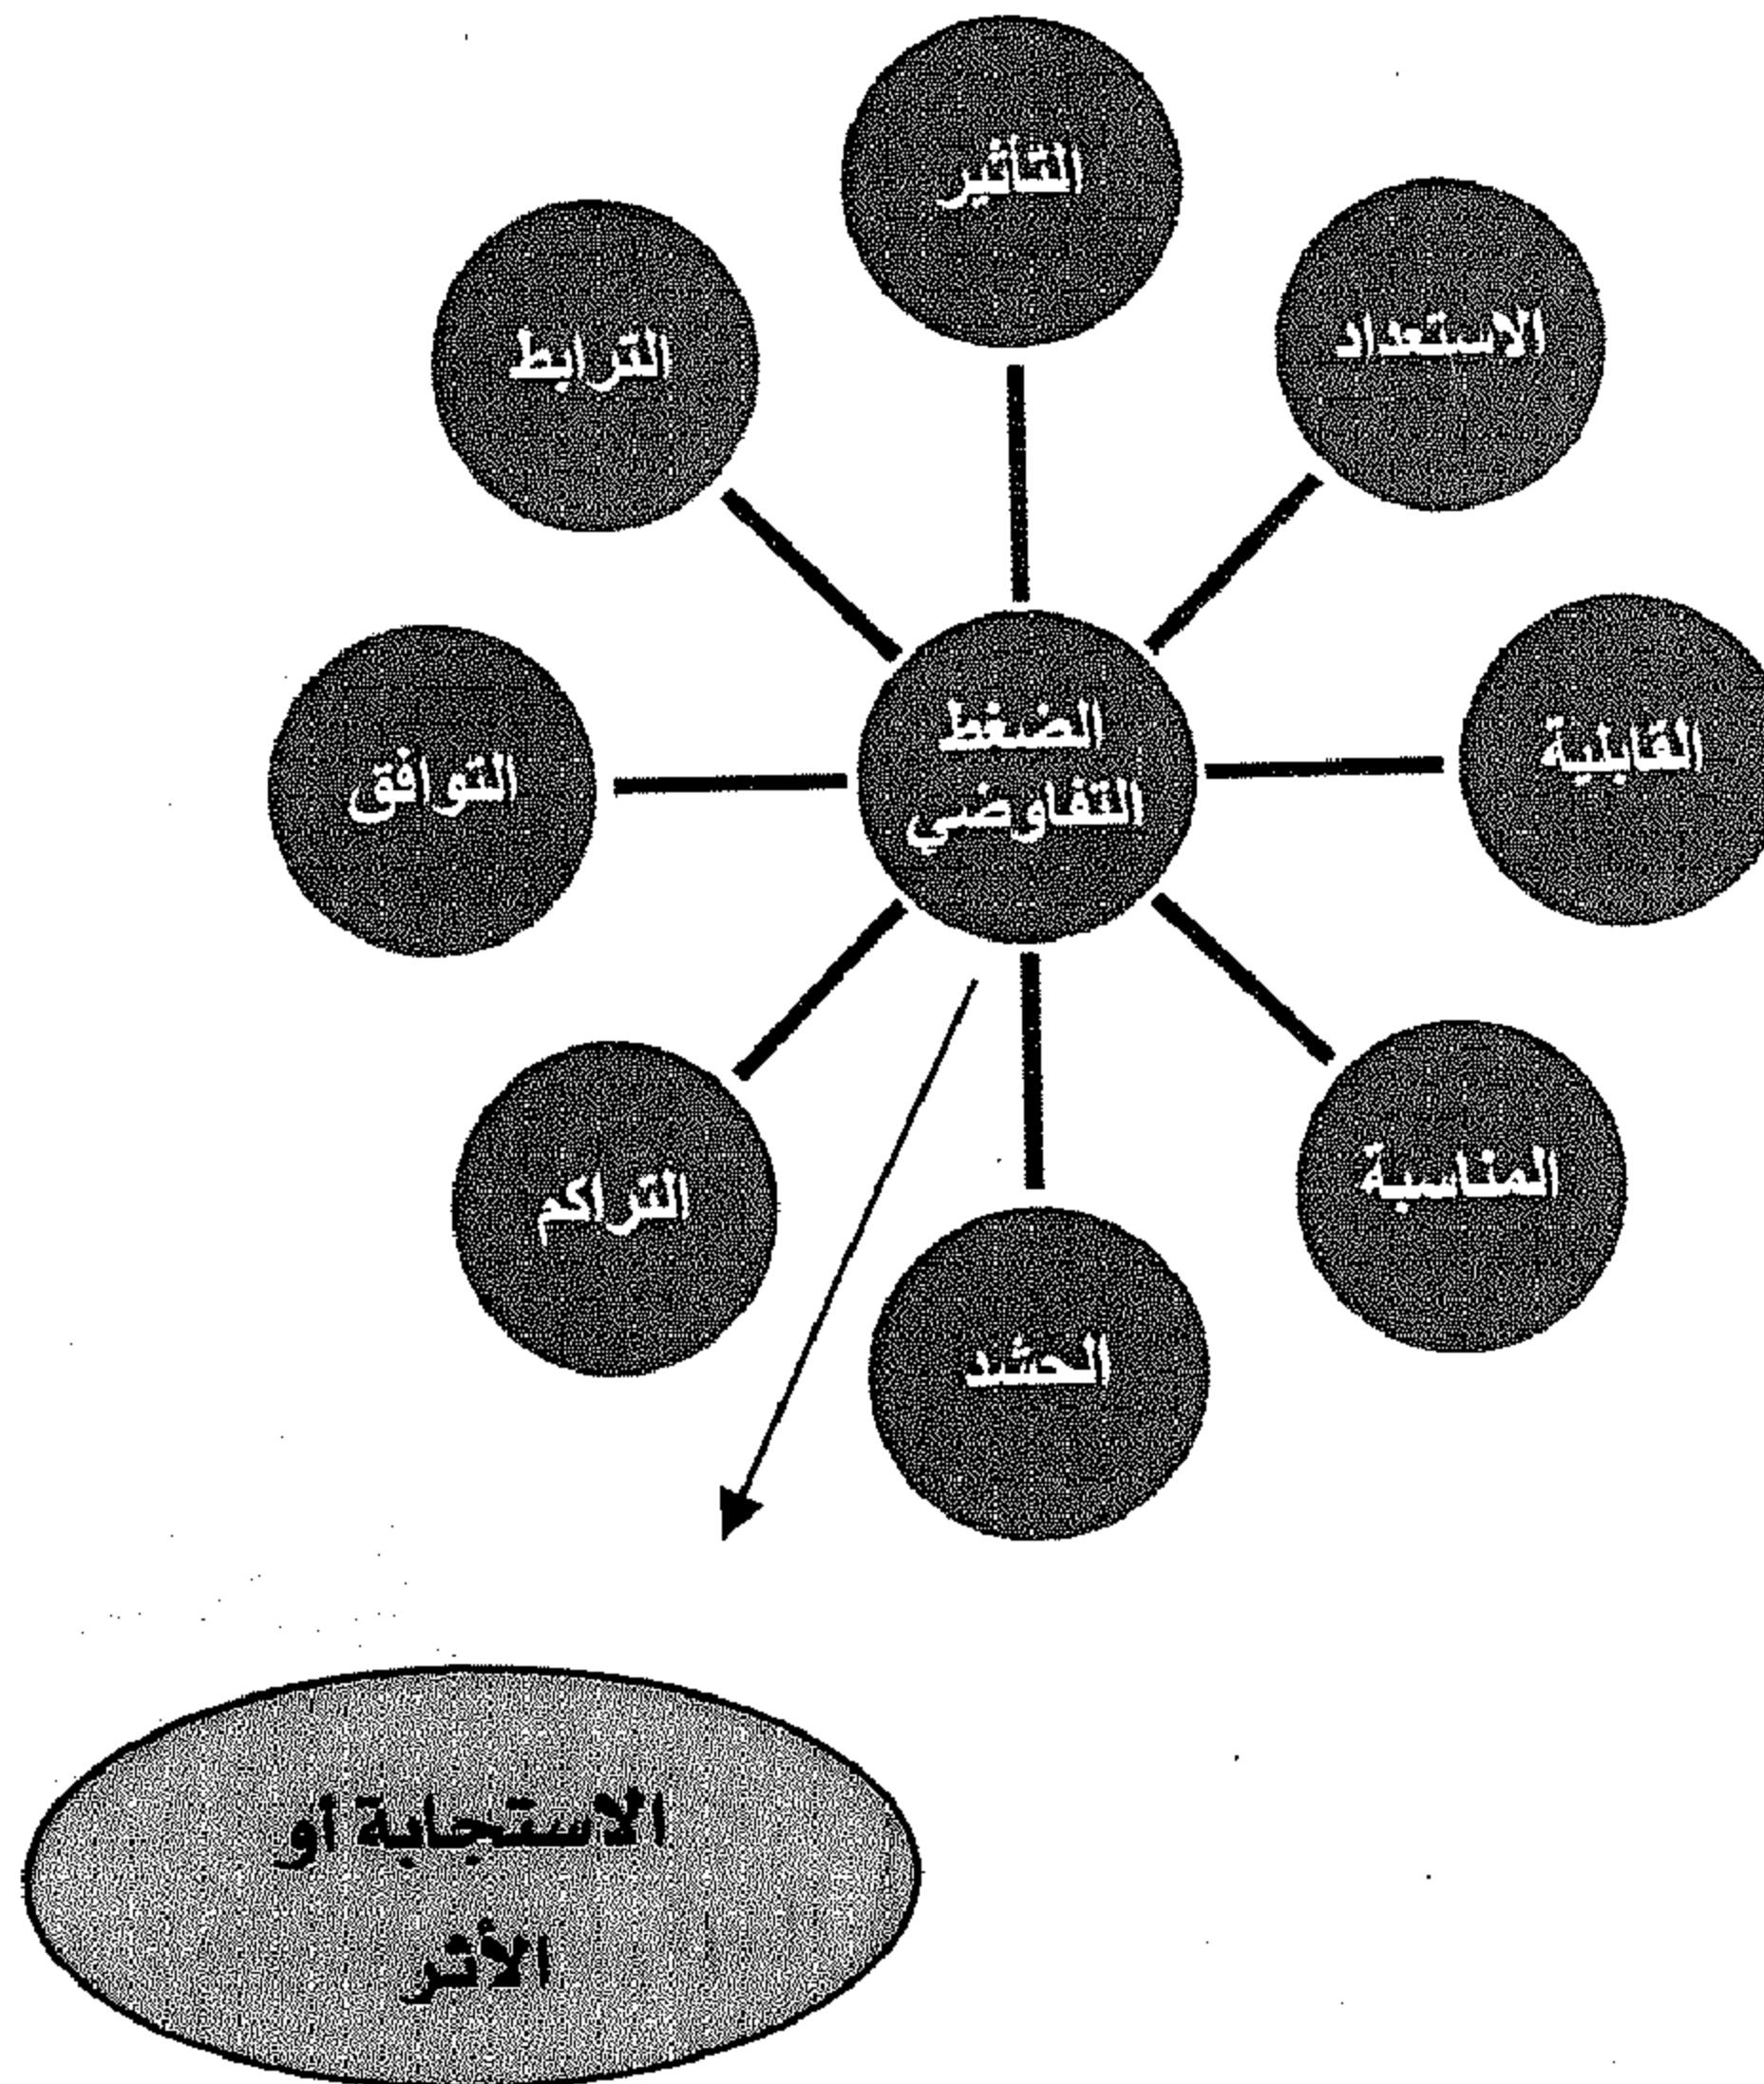 التأثير
الاستعداد
القابلية
المناسبة
الحشد
التراكم
التوافق
الترابط
الضغط
التفاوضي
الاستجابة أو
الأثر